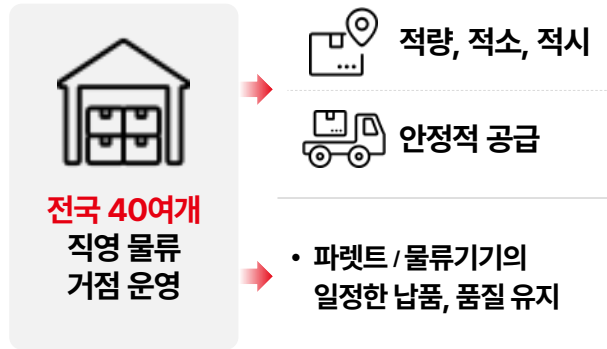 전국 40여개
직영 물류
거점 운영
적량, 적소, 적시
안정적 공급
• 파렛트 / 물류기기의
일정한 납품, 품질 유지